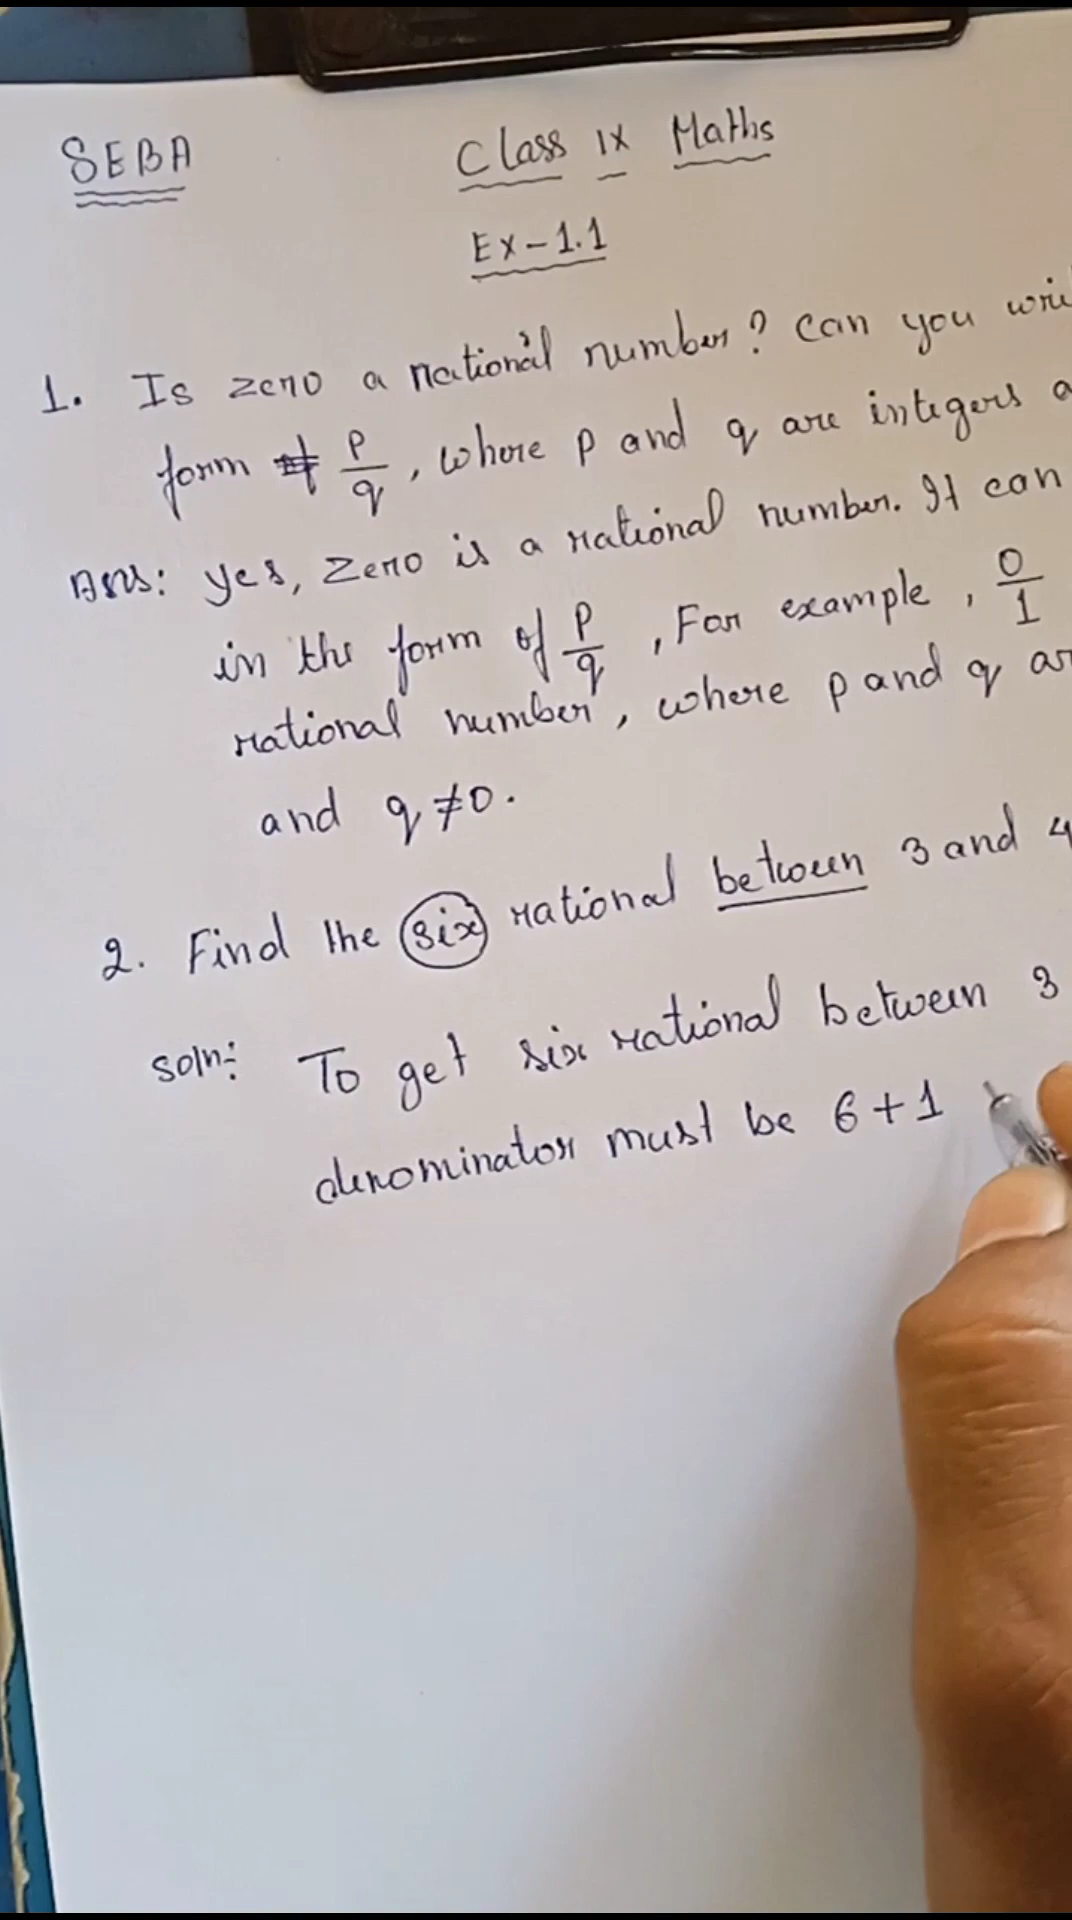 SEBA
Class IX Maths
Ex-1.1
1. Is zero a rational number? Can you
form p/q, where p and q are integers
Ans: yes, zero is a rational number. It can
in the form of p/q, For example, 0/1
rational number, where p and q
and q≠0.
2. Find the six rational between 3 and 4
soln: To get six rational between 3
denominator must be 6+1